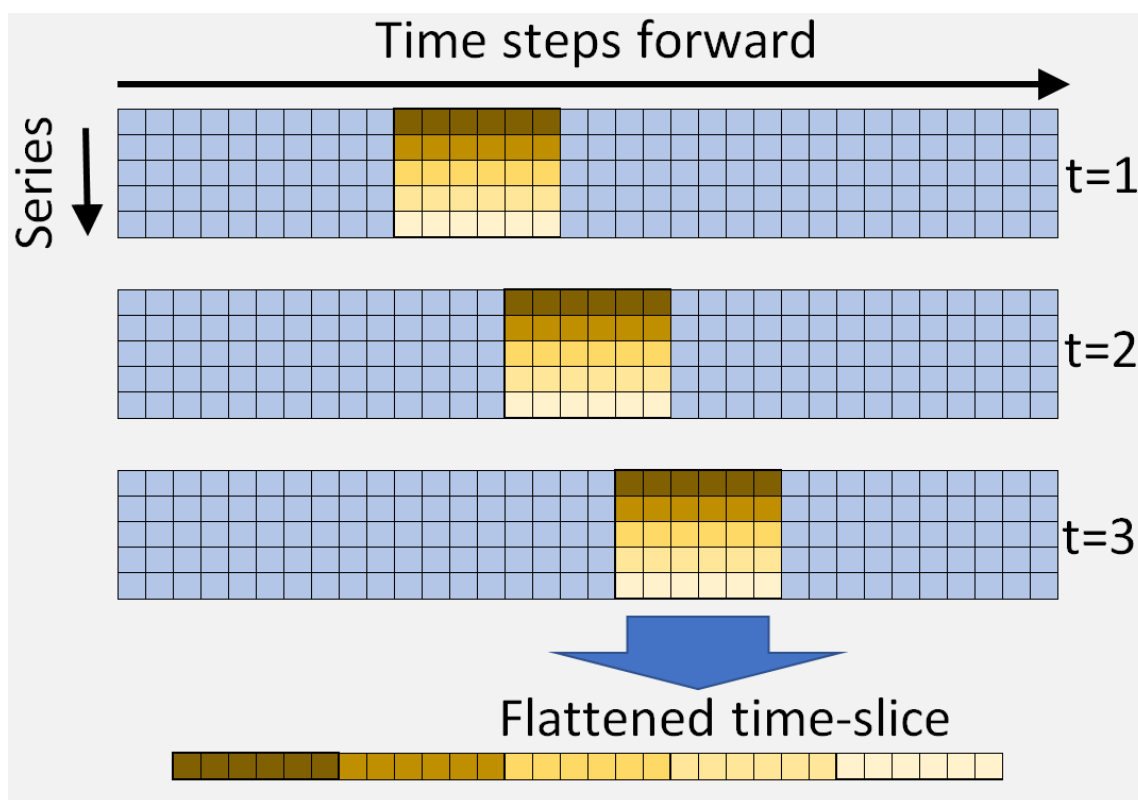 Time steps forward
Series
t=1
t=2
t=3
Flattened time-slice